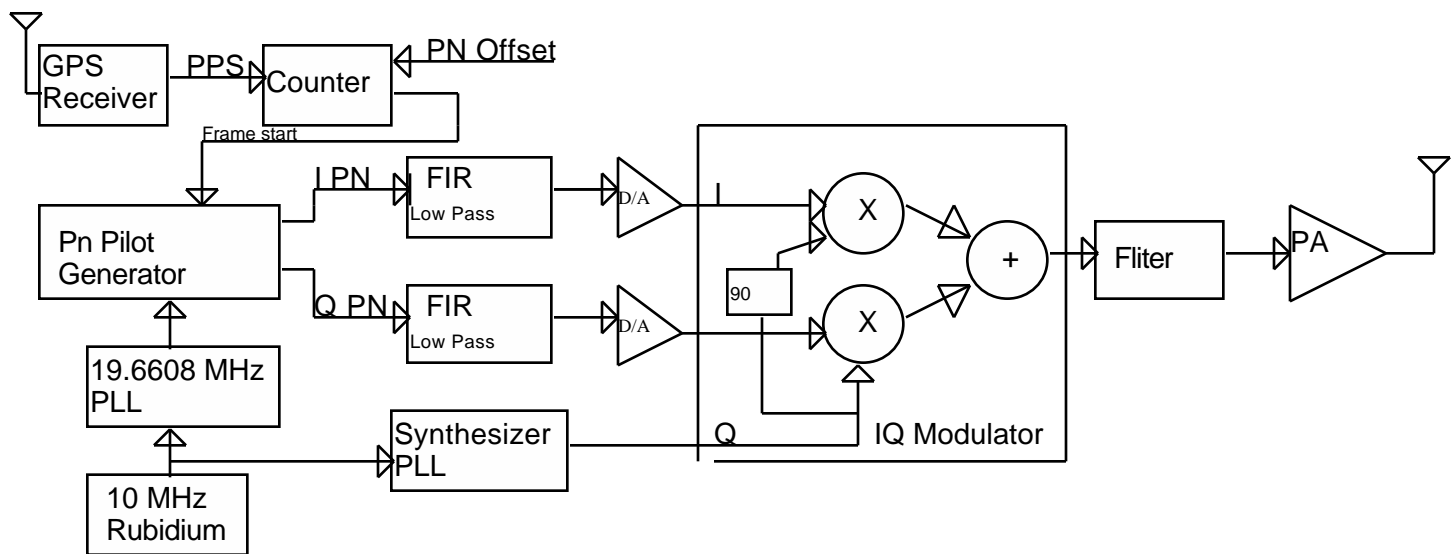 GPS
Receiver
PPS
Counter
PN Offset
Frame start
I PN
FIR
Low Pass
D/A
I
X
Pn Pilot
Generator
+
Fliter
PA
90
Q PN
FIR
Low Pass
D/A
X
19.6608 MHz
PLL
Synthesizer
PLL
Q
IQ Modulator
10 MHz
Rubidium